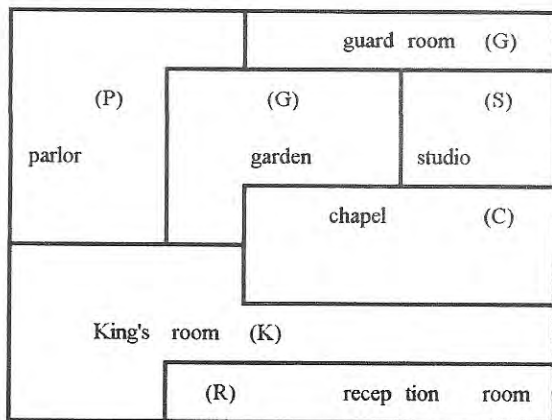 guard room (G)
(P) (G) (S)
parlor garden studio
chapel (C)
King's room (K)
(R) recep tion room